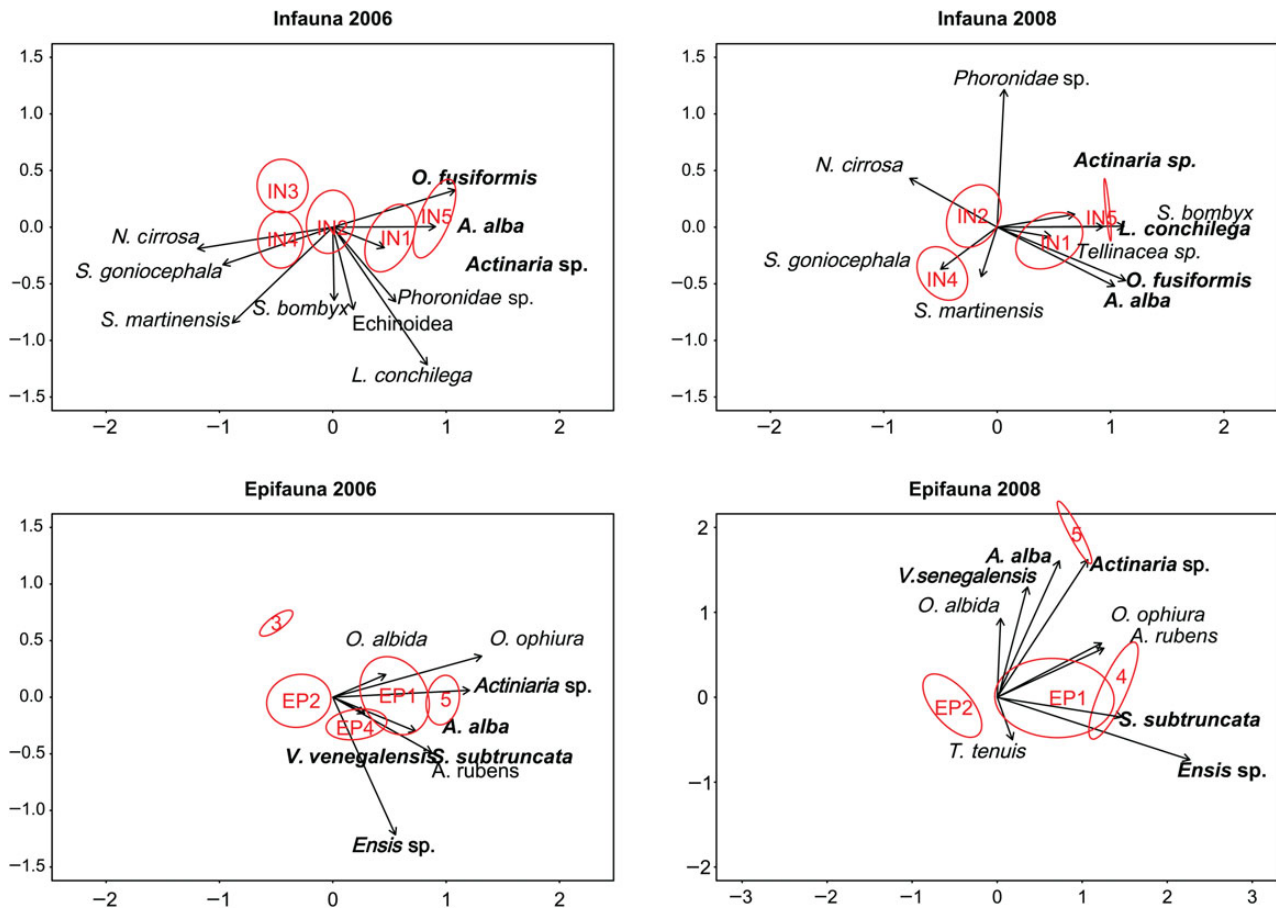 Infauna 2006
1.5
1.0
0.5
0.0
−0.5
−1.0
−1.5
IN3
O. fusiformis
IN2
IN5
IN4
IN1
A. alba
N. cirrosa
S. goniocephala
Actinaria sp.
S. martinensis
S. bombyx
Phoronidae sp.
Echinoidea
L. conchilega
−2
−1
0
1
2
Infauna 2008
1.5
1.0
0.5
0.0
−0.5
−1.0
−1.5
Phoronidae sp.
N. cirrosa
Actinaria sp.
IN2
IN5
S. bombyx
IN1
L. conchilega
Tellinacea sp.
S. goniocephala
IN4
O. fusiformis
A. alba
S. martinensis
−2
−1
0
1
2
Epifauna 2006
1.5
1.0
0.5
0.0
−0.5
−1.0
−1.5
3
O. albida
O. ophiura
EP2
EP1
5
Actiniaria sp.
EP4
A. alba
V. venegalensis
S. subtruncata
A. rubens
Ensis sp.
−2
−1
0
1
2
Epifauna 2008
2
1
0
−1
−2
5
A. alba
Actinaria sp.
V.senegalensis
O. albida
O. ophiura
A. rubens
4
EP2
EP1
S. subtruncata
T. tenuis
Ensis sp.
−3
−2
−1
0
1
2
3